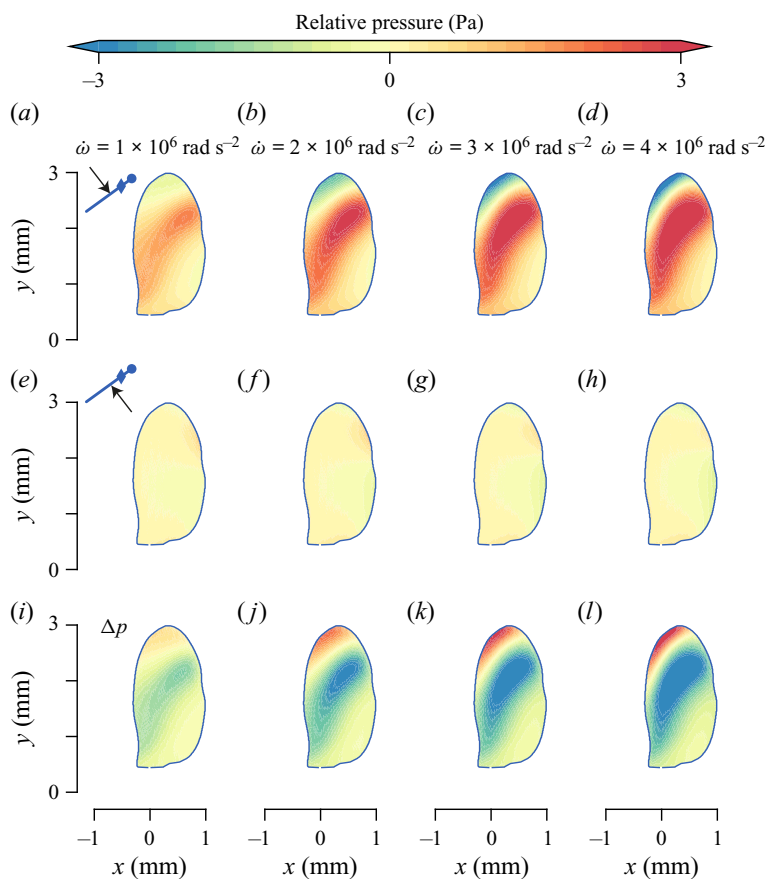 Relative pressure (Pa)
–3 0 3
(a) (b) (c) (d)
ω̇ = 1 × 10⁶ rad s⁻² ω̇ = 2 × 10⁶ rad s⁻² ω̇ = 3 × 10⁶ rad s⁻² ω̇ = 4 × 10⁶ rad s⁻²
3
y (mm)
0
(e) (f) (g) (h)
3
y (mm)
0
(i) (j) (k) (l)
Δp
3
y (mm)
0
–1 0 1 –1 0 1 –1 0 1 –1 0 1
x (mm) x (mm) x (mm) x (mm)